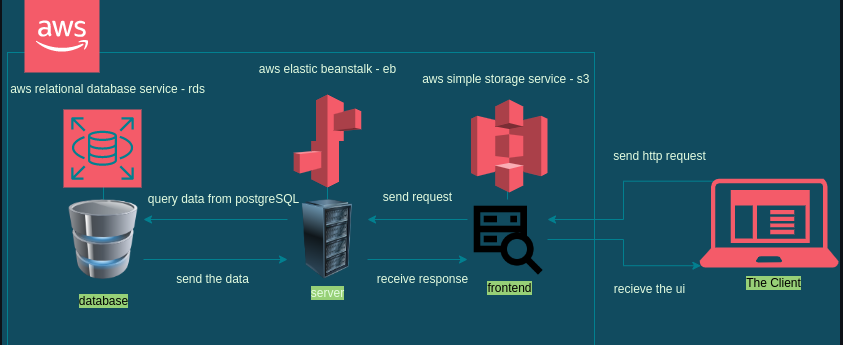 aws
aws elastic beanstalk - eb
aws simple storage service - s3
aws relational database service - rds
send http request
query data from postgreSQL
send request
send the data
receive response
recieve the ui
database
server
frontend
The Client